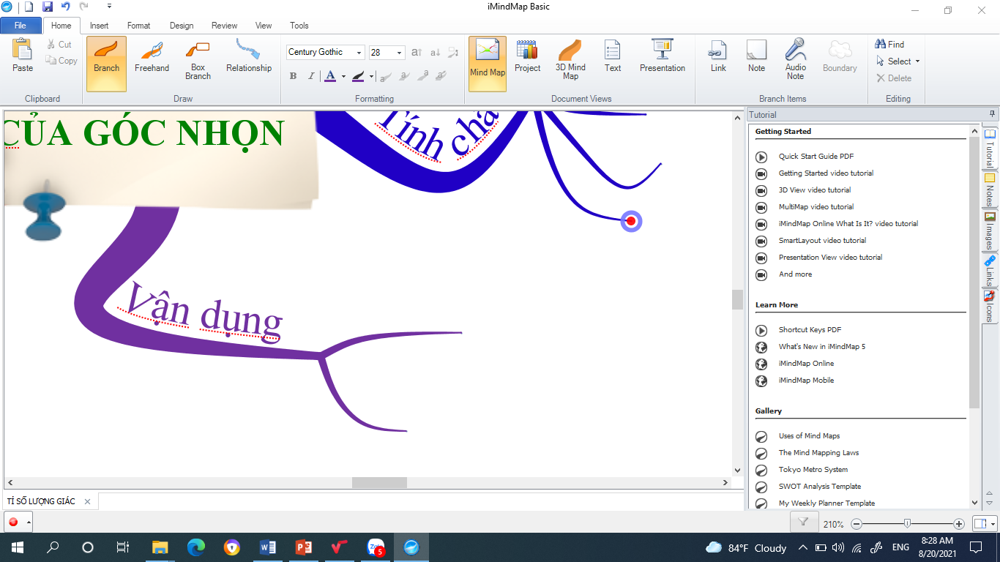 iMindMap Basic
File Home Insert Format Design Review View Tools
Paste Cut Copy Branch Freehand Box Branch Relationship Century Gothic 28 B I A Mind Map Project 3D Mind Map Text Presentation Link Note Audio Note Boundary Find Select Delete
Clipboard Draw Formatting Document Views Branch Items Editing
CỦA GÓC NHỌN
Tính chấ
Vận dụng
Tutorial
Getting Started
Quick Start Guide PDF
Getting Started video tutorial
3D View video tutorial
MultiMap video tutorial
iMindMap Online What Is It? video tutorial
SmartLayout video tutorial
Presentation View video tutorial
And more
Learn More
Shortcut Keys PDF
What's New in iMindMap 5
iMindMap Online
iMindMap Mobile
Gallery
Uses of Mind Maps
The Mind Mapping Laws
Tokyo Metro System
SWOT Analysis Template
My Weekly Planner Template
Tutorial
Notes
Images
Links
Icons
TỈ SỐ LƯỢNG GIÁC
210%
84°F Cloudy ENG 8:28 AM
8/20/2021